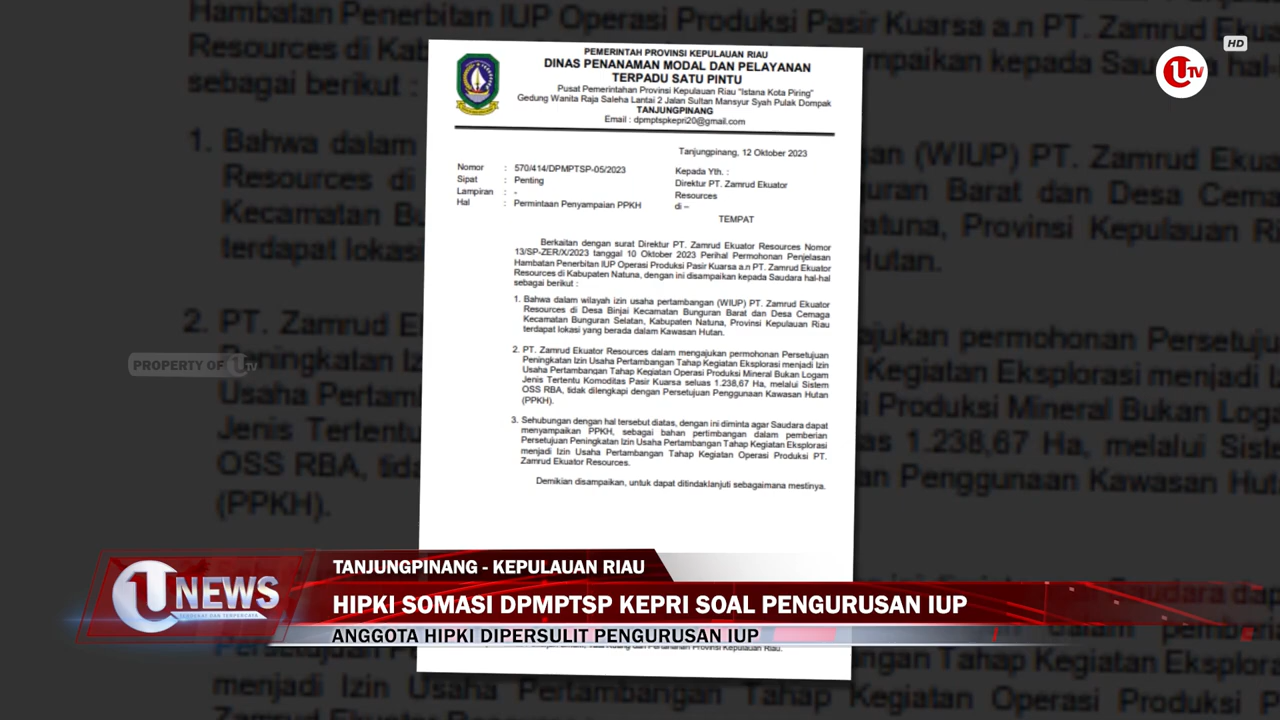 HD
U TV
PEMERINTAH PROVINSI KEPULAUAN RIAU
DINAS PENANAMAN MODAL DAN PELAYANAN
TERPADU SATU PINTU
Pusat Pemerintahan Provinsi Kepulauan Riau "Istana Kota Piring"
Gedung Wanita Raja Saleha Lantai 2 Jalan Sultan Mansyur Syah Pulak Dompak
TANJUNGPINANG
Email : dpmptspkepri20@gmail.com
Tanjungpinang, 12 Oktober 2023
Nomor : 570/414/DPMPTSP-05/2023
Sipat : Penting
Lampiran : -
Hal : Permintaan Penyampaian PPKH
Kepada Yth. :
Direktur PT. Zamrud Ekuator
Resources
di –
TEMPAT
Berkaitan dengan surat Direktur PT. Zamrud Ekuator Resources Nomor
13/SP-ZER/X/2023 tanggal 10 Oktober 2023 Perihal Permohonan Penjelasan
Hambatan Penerbitan IUP Operasi Produksi Pasir Kuarsa a.n PT. Zamrud Ekuator
Resources di Kabupaten Natuna, dengan ini disampaikan kepada Saudara hal-hal
sebagai berikut :
1. Bahwa dalam wilayah izin usaha pertambangan (WIUP) PT. Zamrud Ekuator
Resources di Desa Binjai Kecamatan Bunguran Barat dan Desa Cemaga
Kecamatan Bunguran Selatan, Kabupaten Natuna, Provinsi Kepulauan Riau
terdapat lokasi yang berada dalam Kawasan Hutan.
2. PT. Zamrud Ekuator Resources dalam mengajukan permohonan Persetujuan
Peningkatan Izin Usaha Pertambangan Tahap Kegiatan Eksplorasi menjadi Izin
Usaha Pertambangan Tahap Kegiatan Operasi Produksi Mineral Bukan Logam
Jenis Tertentu Komoditas Pasir Kuarsa seluas 1.238,67 Ha, melalui Sistem
OSS RBA, tidak dilengkapi dengan Persetujuan Penggunaan Kawasan Hutan
(PPKH).
3. Sehubungan dengan hal tersebut diatas, dengan ini diminta agar Saudara dapat
menyampaikan PPKH, sebagai bahan pertimbangan dalam pemberian
Persetujuan Peningkatan Izin Usaha Pertambangan Tahap Kegiatan Eksplorasi
menjadi Izin Usaha Pertambangan Tahap Kegiatan Operasi Produksi PT.
Zamrud Ekuator Resources.
Demikian disampaikan, untuk dapat ditindaklanjuti sebagaimana mestinya.
PROPERTY OF U TV
TANJUNGPINANG - KEPULAUAN RIAU
U NEWS
HIPKI SOMASI DPMPTSP KEPRI SOAL PENGURUSAN IUP
ANGGOTA HIPKI DIPERSULIT PENGURUSAN IUP